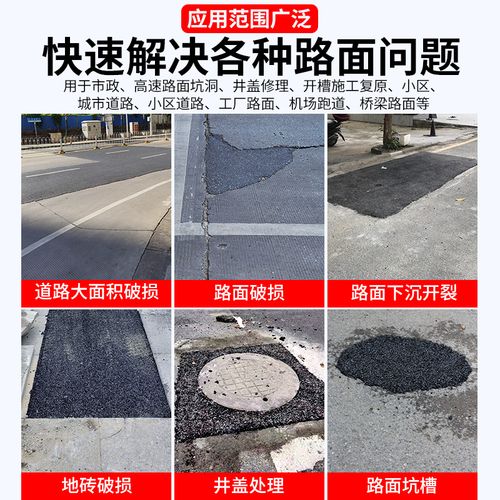 应用范围广泛
快速解决各种路面问题
用于市政、高速路面坑洞、井盖修理、开槽施工复原、小区、
城市道路、小区道路、工厂路面、机场跑道、桥梁路面等
道路大面积破损
路面破损
路面下沉开裂
地砖破损
井盖处理
路面坑槽